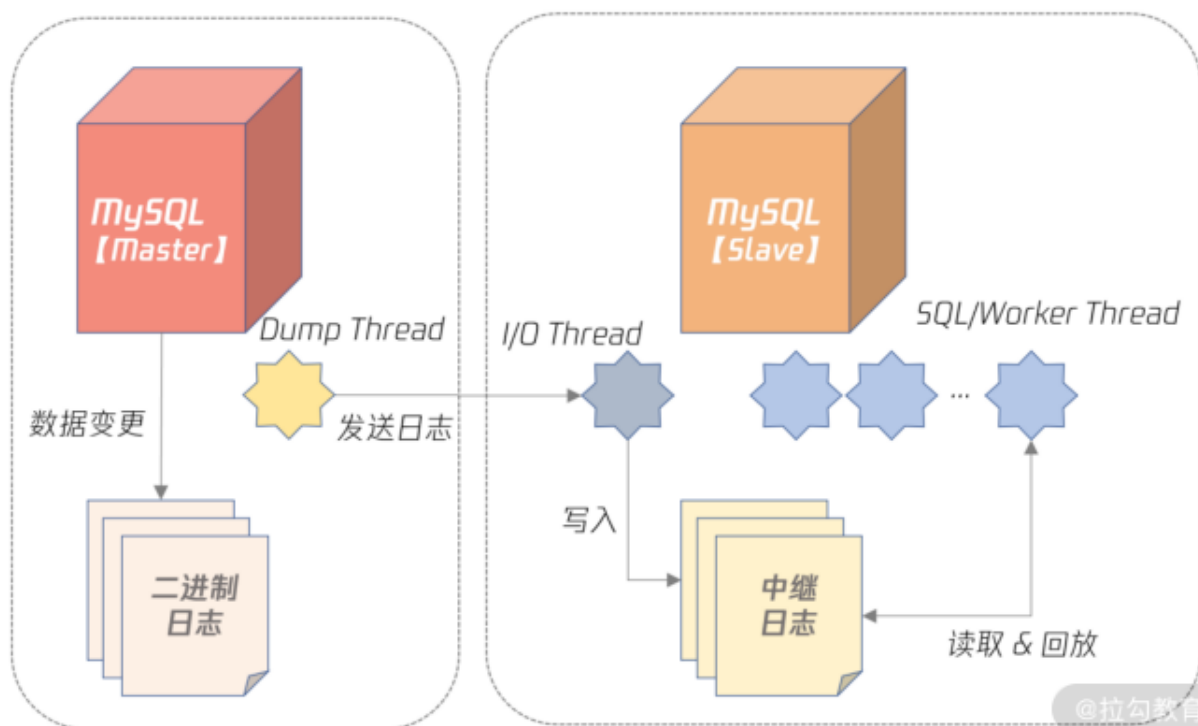 MySQL
【Master】
MySQL
【Slave】
Dump Thread
I/O Thread
SQL/Worker Thread
数据变更
发送日志
写入
二进制
日志
中继
日志
读取 & 回放
@拉勾教育